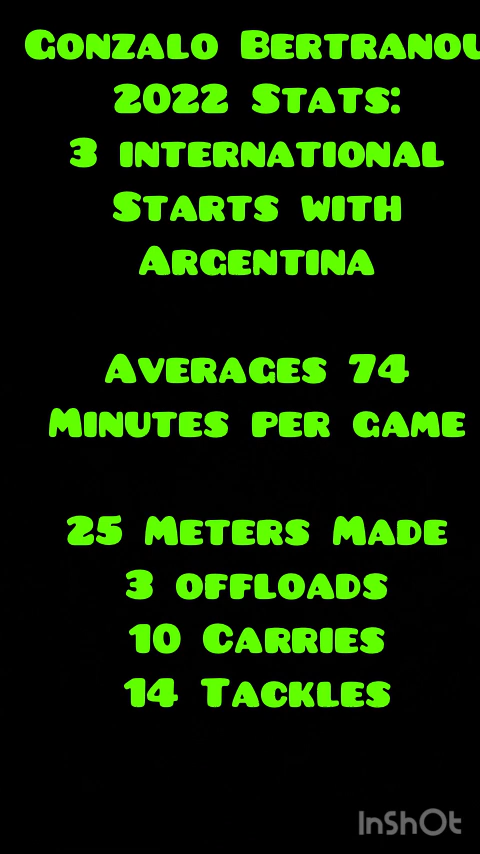 Gonzalo Bertranou
2022 Stats:
3 international
Starts with
Argentina
Averages 74
Minutes per game
25 Meters Made
3 offloads
10 Carries
14 Tackles
InShOt